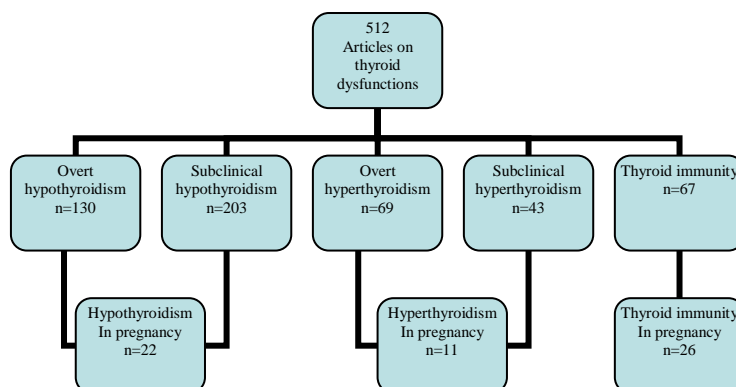 512
Articles on
thyroid
dysfunctions
Overt
hypothyroidism
n=130
Subclinical
hypothyroidism
n=203
Overt
hyperthyroidism
n=69
Subclinical
hyperthyroidism
n=43
Thyroid immunity
n=67
Hypothyroidism
In pregnancy
n=22
Hyperthyroidism
In pregnancy
n=11
Thyroid immunity
In pregnancy
n=26